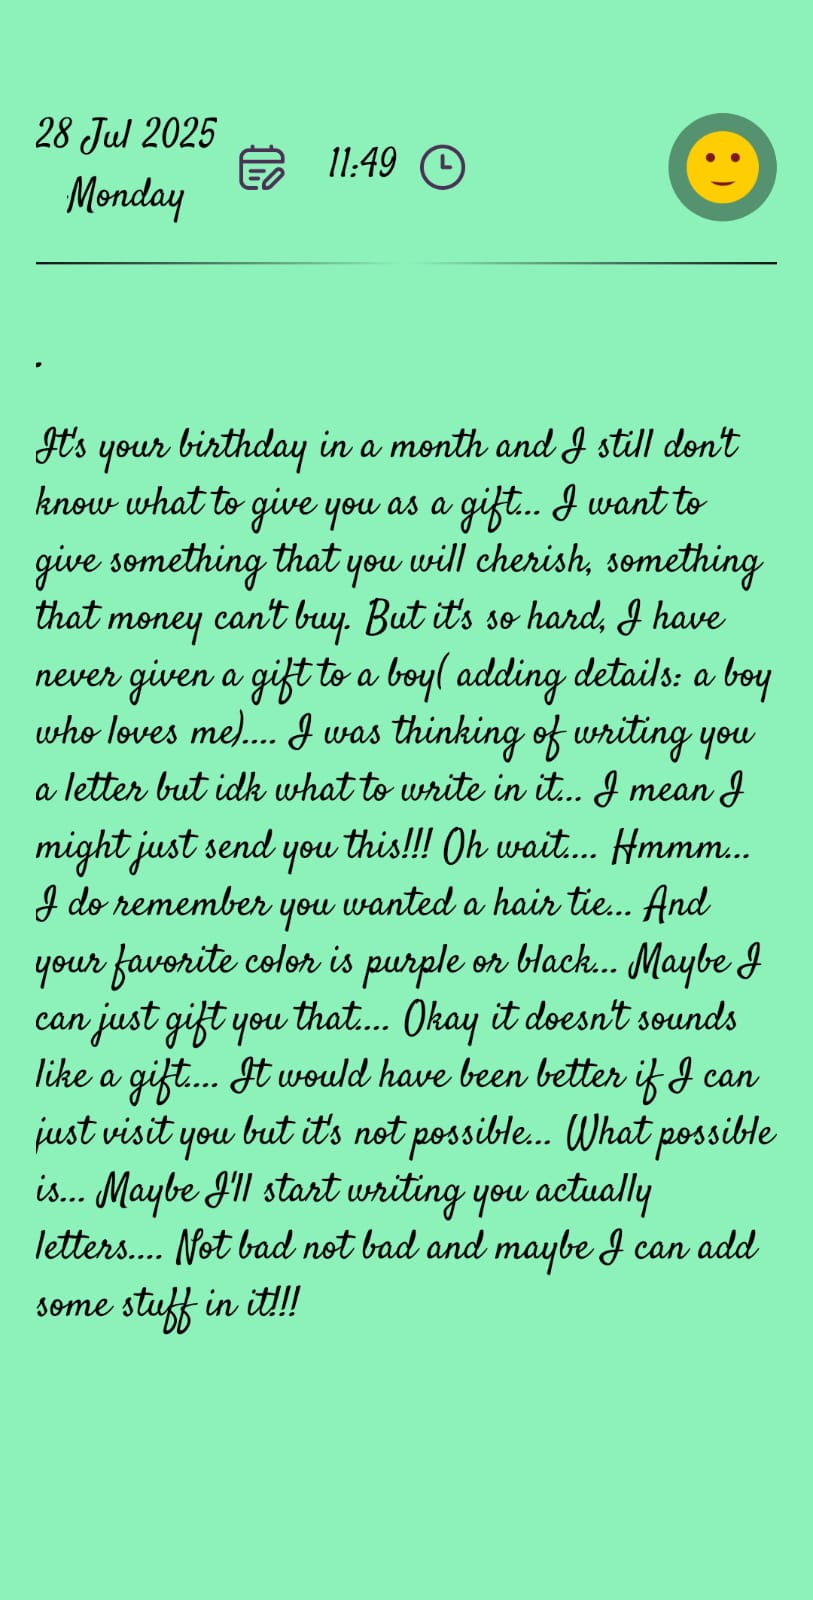 28 Jul 2025
Monday
11:49
.
It's your birthday in a month and I still don't
know what to give you as a gift... I want to
give something that you will cherish, something
that money can't buy. But it's so hard, I have
never given a gift to a boy( adding details: a boy
who loves me).... I was thinking of writing you
a letter but idk what to write in it... I mean I
might just send you this!!! Oh wait.... Hmmm...
I do remember you wanted a hair tie... And
your favorite color is purple or black... Maybe I
can just gift you that.... Okay it doesn't sounds
like a gift.... It would have been better if I can
just visit you but it's not possible... What possible
is... Maybe I'll start writing you actually
letters.... Not bad not bad and maybe I can add
some stuff in it!!!